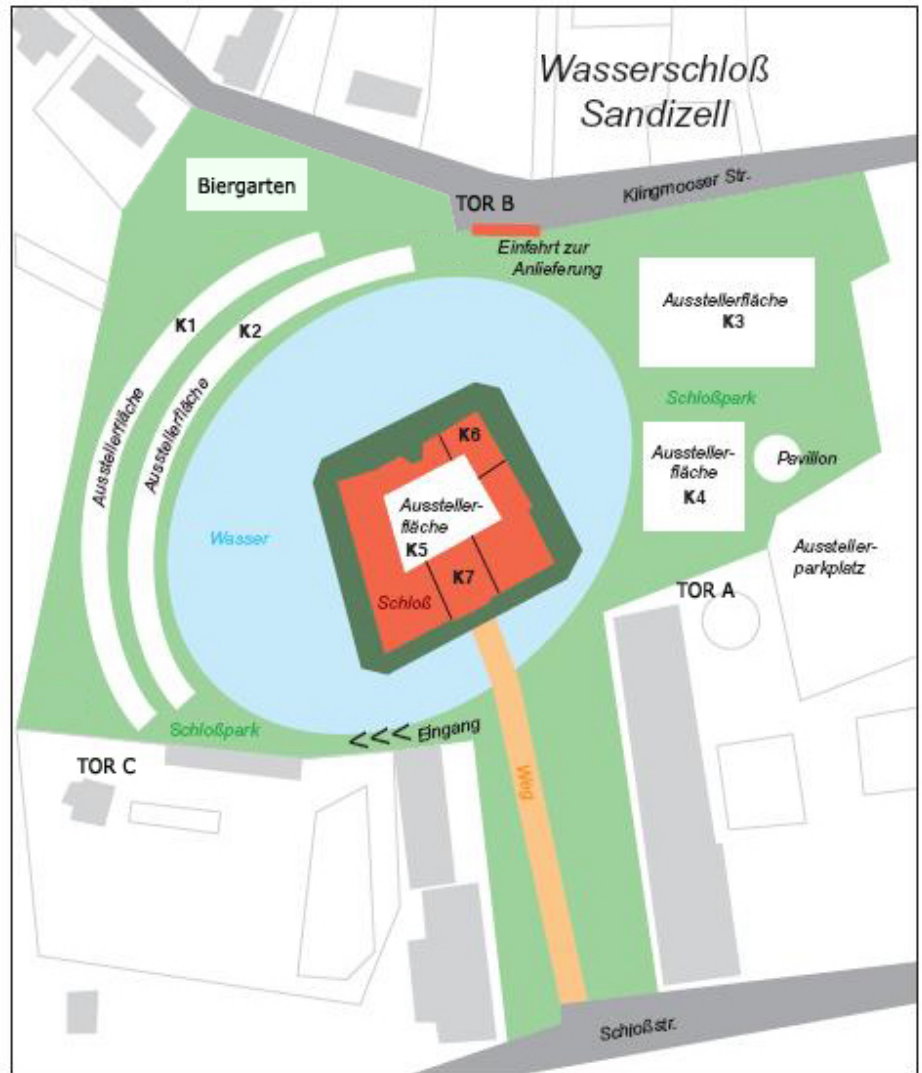 Wasserschloß
Sandizell
Klingmooser Str.
Biergarten
TOR B
Einfahrt zur
Anlieferung
Ausstellerfläche
K3
K1
K2
Ausstellerfläche
Ausstellerfläche
Schloßpark
K6
Aussteller-
fläche
K4
Pavillon
Aussteller-
fläche
K5
Wasser
K7
Schloß
Aussteller-
parkplatz
TOR A
Schloßpark
<<< Eingang
TOR C
Weg
Schloßstr.